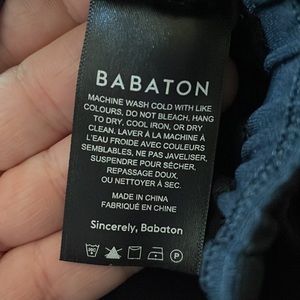 BABATON
MACHINE WASH COLD WITH LIKE
COLOURS, DO NOT BLEACH, HANG
TO DRY, COOL IRON, OR DRY
CLEAN. LAVER À LA MACHINE À
L'EAU FROIDE AVEC COULEURS
SEMBLABLES, NE PAS JAVELISER,
SUSPENDRE POUR SÉCHER,
REPASSAGE DOUX,
OU NETTOYER À SEC.
MADE IN CHINA
FABRIQUÉ EN CHINE
Sincerely, Babaton
P